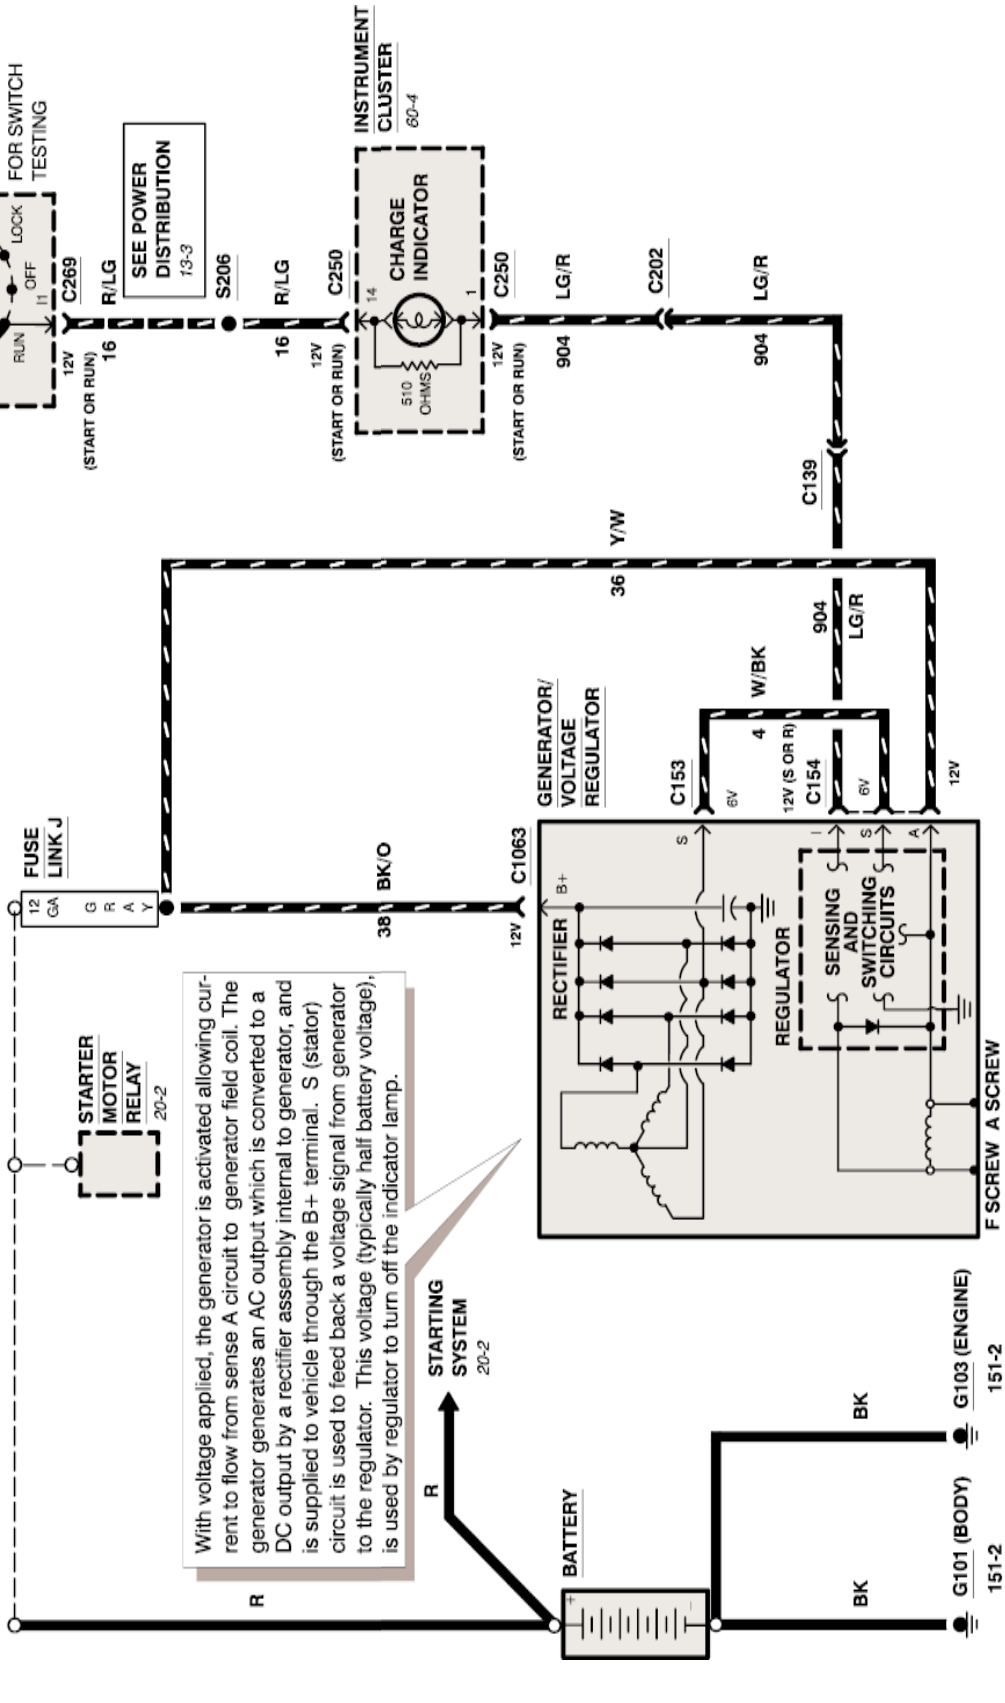 FOR SWITCH
TESTING
LOCK
OFF
RUN
I1
C269
12V
(START OR RUN)
16
R/LG
SEE POWER
DISTRIBUTION
13-3
S206
16
R/LG
C250
12V
(START OR RUN)
INSTRUMENT
CLUSTER
60-4
14
CHARGE
INDICATOR
510
OHMS
1
C250
12V
(START OR RUN)
904
LG/R
C202
904
LG/R
C139
36
Y/W
904
LG/R
FUSE
LINK J
12
GA
G
R
A
Y
38
BK/O
C1063
12V
GENERATOR/
VOLTAGE
REGULATOR
C153
6V
4
W/BK
12V (S OR R)
C154
6V
12V
B+
RECTIFIER
S
I
S
A
REGULATOR
SENSING
AND
SWITCHING
CIRCUITS
F SCREW
A SCREW
STARTER
MOTOR
RELAY
20-2
With voltage applied, the generator is activated allowing cur-
rent to flow from sense A circuit to generator field coil. The
generator generates an AC output which is converted to a
DC output by a rectifier assembly internal to generator, and
is supplied to vehicle through the B+ terminal. S (stator)
circuit is used to feed back a voltage signal from generator
to the regulator. This voltage (typically half battery voltage),
is used by regulator to turn off the indicator lamp.
R
R
STARTING
SYSTEM
20-2
BATTERY
+
-
BK
BK
G101 (BODY)
151-2
G103 (ENGINE)
151-2